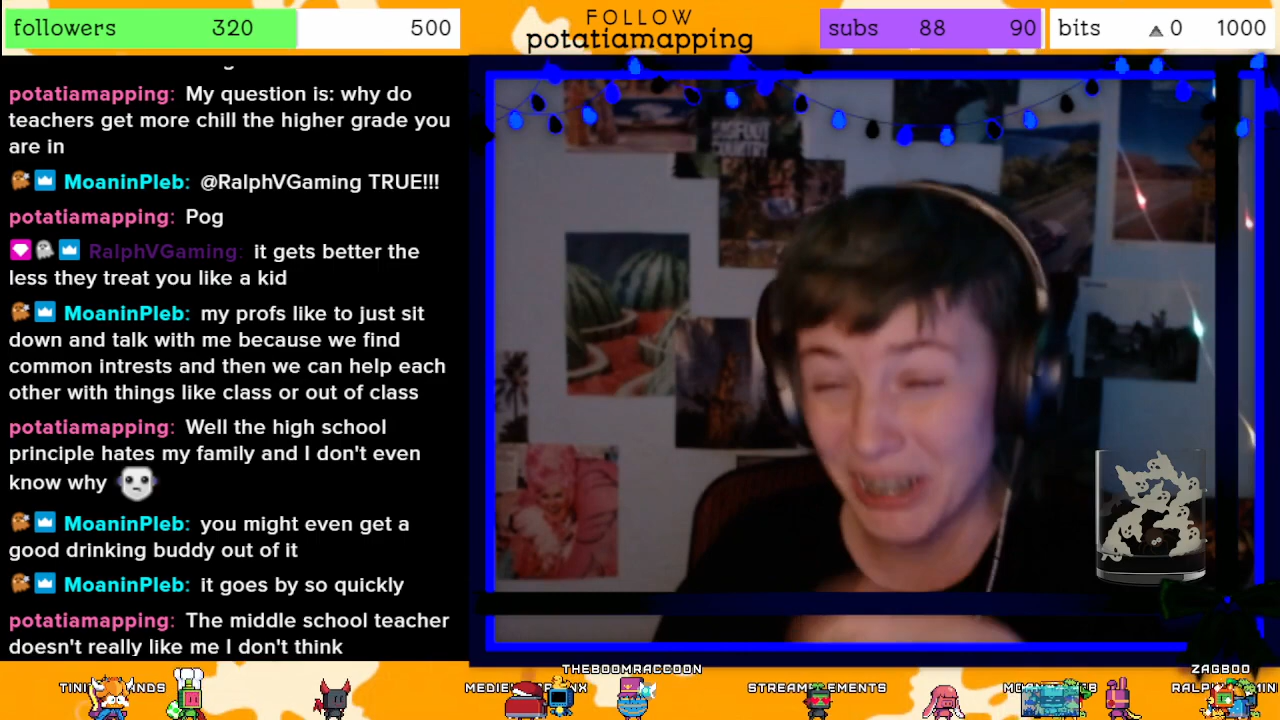 followers 320 500
FOLLOW
potatiamapping
subs 88 90
bits 0 1000
potatiamapping: My question is: why do
teachers get more chill the higher grade you
are in
MoaninPleb: @RalphVGaming TRUE!!!
potatiamapping: Pog
RalphVGaming: it gets better the
less they treat you like a kid
MoaninPleb: my profs like to just sit
down and talk with me because we find
common intrests and then we can help each
other with things like class or out of class
potatiamapping: Well the high school
principle hates my family and I don't even
know why
MoaninPleb: you might even get a
good drinking buddy out of it
MoaninPleb: it goes by so quickly
potatiamapping: The middle school teacher
doesn't really like me I don't think
BIGFOOT
COUNTRY
THEBOOMRACCOON
ZAGBOO